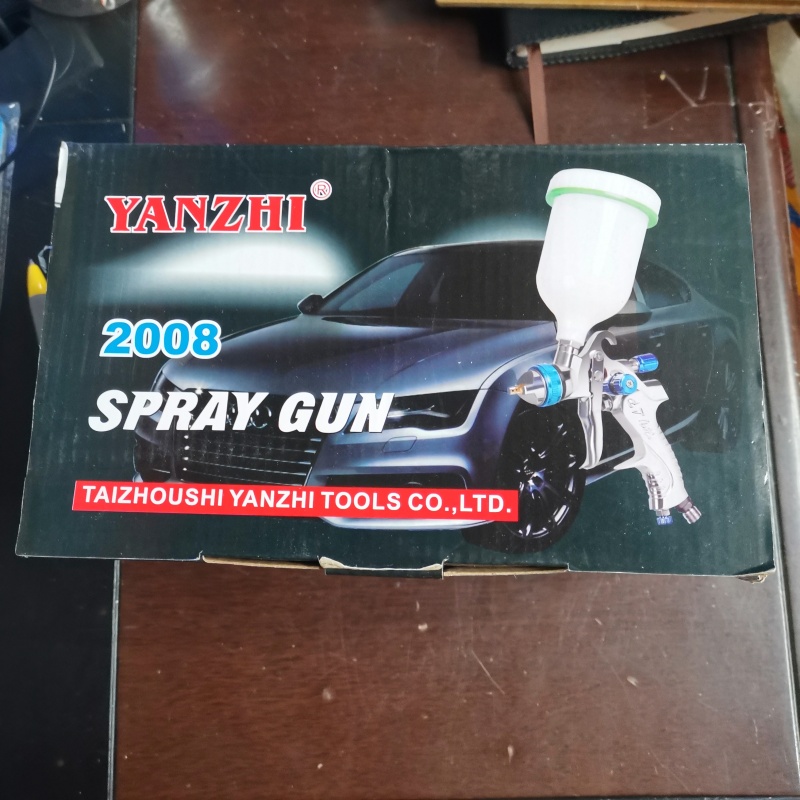 YANZHI®
2008
SPRAY GUN
TAIZHOUSHI YANZHI TOOLS CO.,LTD.